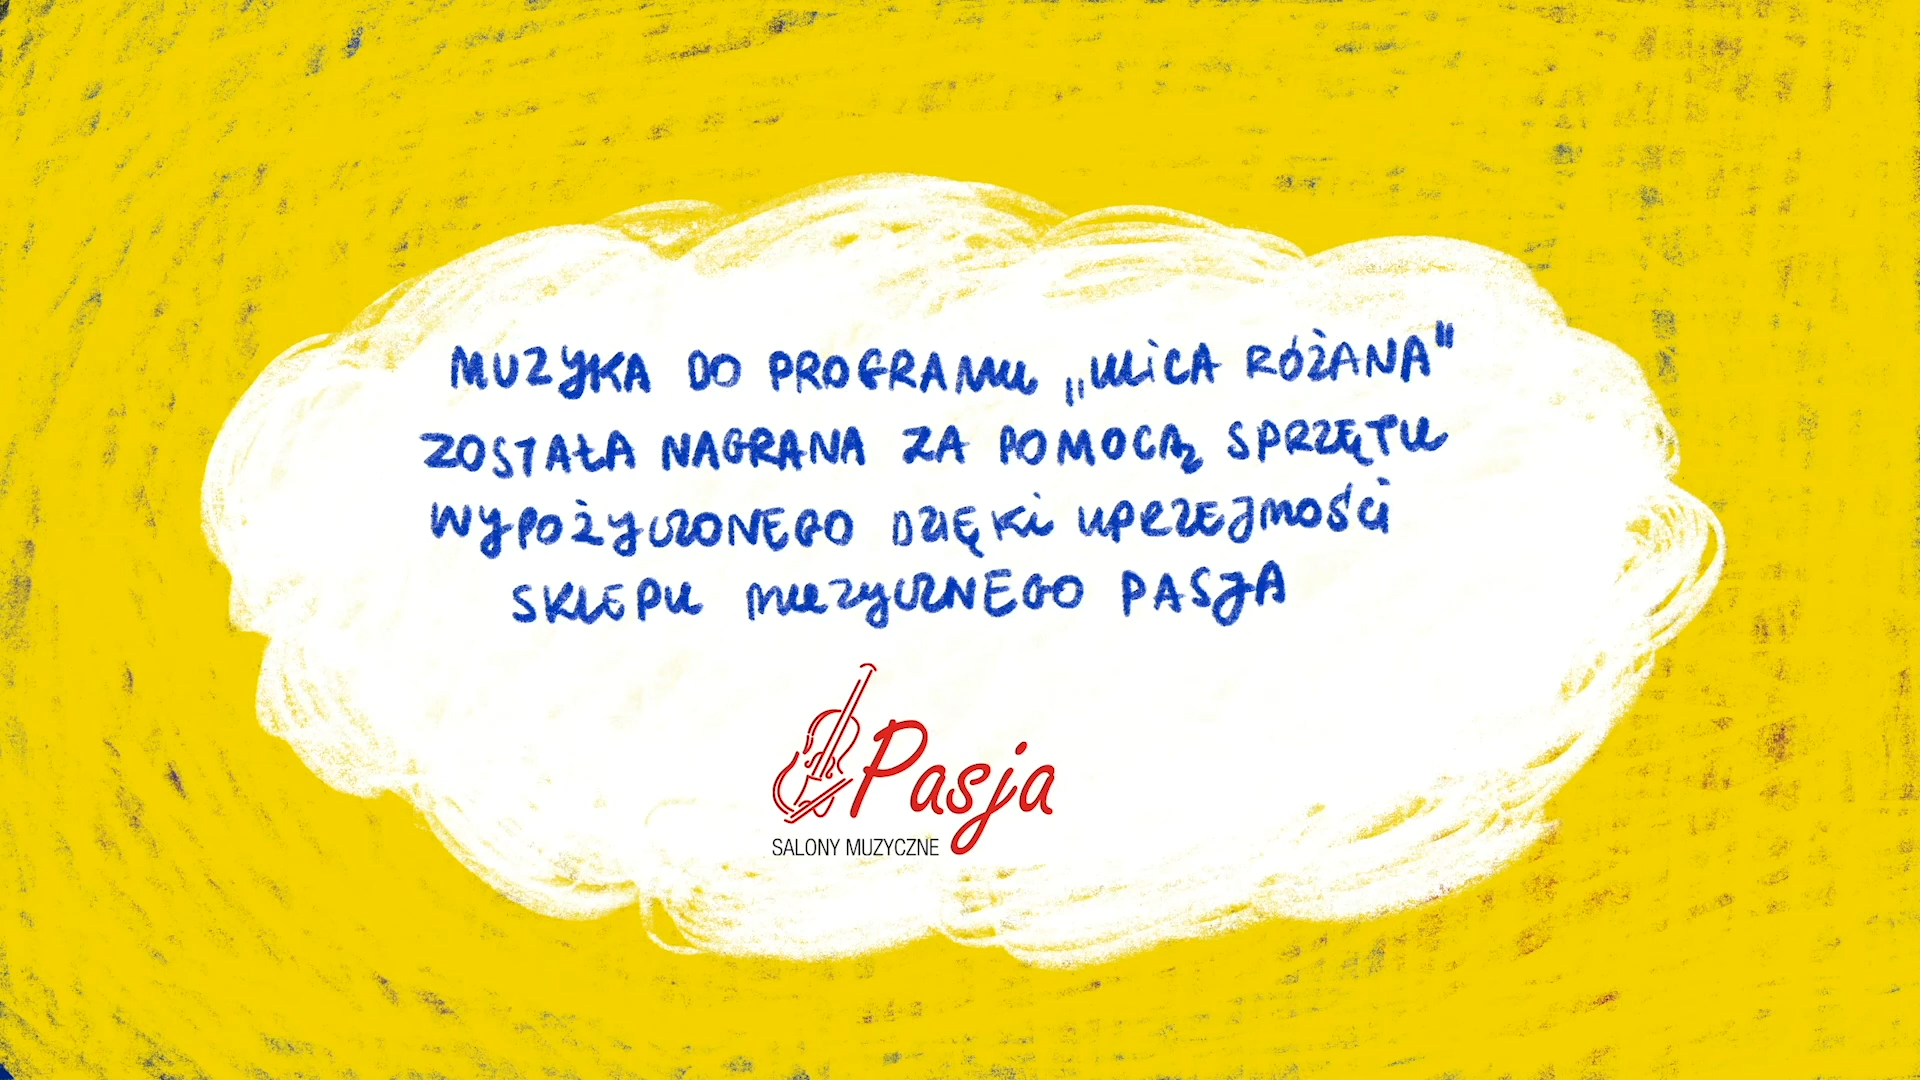 MUZYKA DO PROGRAMU „ULICA RÓŻANA"
ZOSTAŁA NAGRANA ZA POMOCĄ SPRZĘTU
WYPOŻYCZONEGO DZIĘKI UPRZEJMOŚCI
SKLEPU MUZYCZNEGO PASJA
Pasja
SALONY MUZYCZNE